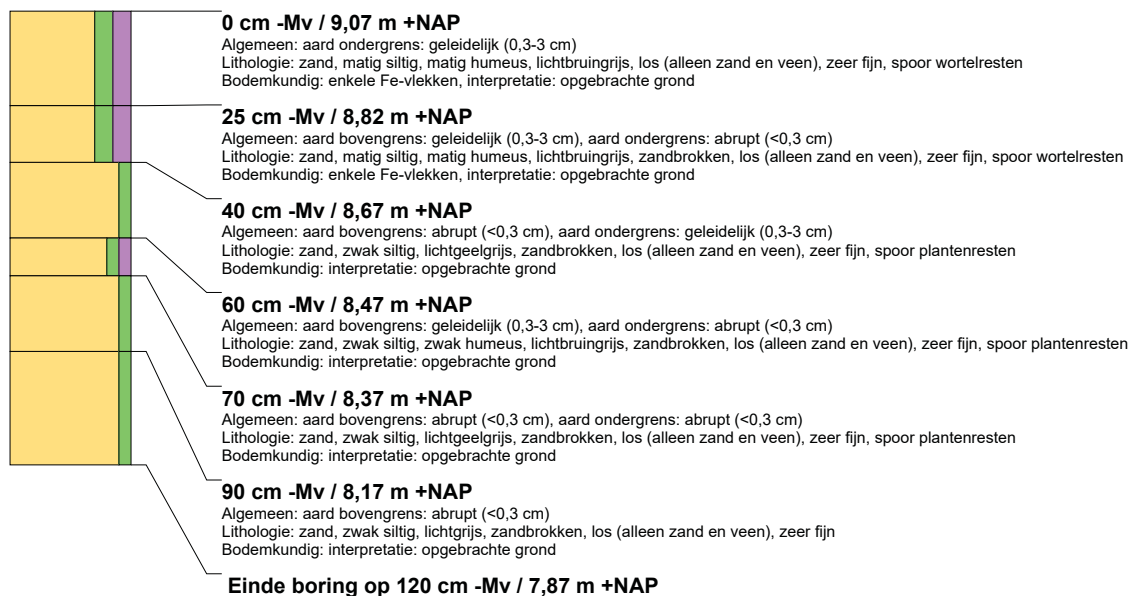 0 cm -Mv / 9,07 m +NAP
Algemeen: aard ondergrens: geleidelijk (0,3-3 cm)
Lithologie: zand, matig siltig, matig humeus, lichtbruingrijs, los (alleen zand en veen), zeer fijn, spoor wortelresten
Bodemkundig: enkele Fe-vlekken, interpretatie: opgebrachte grond
25 cm -Mv / 8,82 m +NAP
Algemeen: aard bovengrens: geleidelijk (0,3-3 cm), aard ondergrens: abrupt (<0,3 cm)
Lithologie: zand, matig siltig, matig humeus, lichtbruingrijs, zandbrokken, los (alleen zand en veen), zeer fijn, spoor wortelresten
Bodemkundig: enkele Fe-vlekken, interpretatie: opgebrachte grond
40 cm -Mv / 8,67 m +NAP
Algemeen: aard bovengrens: abrupt (<0,3 cm), aard ondergrens: geleidelijk (0,3-3 cm)
Lithologie: zand, zwak siltig, lichtgeelgrijs, zandbrokken, los (alleen zand en veen), zeer fijn, spoor plantenresten
Bodemkundig: interpretatie: opgebrachte grond
60 cm -Mv / 8,47 m +NAP
Algemeen: aard bovengrens: geleidelijk (0,3-3 cm), aard ondergrens: abrupt (<0,3 cm)
Lithologie: zand, zwak siltig, zwak humeus, lichtbruingrijs, zandbrokken, los (alleen zand en veen), zeer fijn, spoor plantenresten
Bodemkundig: interpretatie: opgebrachte grond
70 cm -Mv / 8,37 m +NAP
Algemeen: aard bovengrens: abrupt (<0,3 cm), aard ondergrens: abrupt (<0,3 cm)
Lithologie: zand, zwak siltig, lichtgeelgrijs, zandbrokken, los (alleen zand en veen), zeer fijn, spoor plantenresten
Bodemkundig: interpretatie: opgebrachte grond
90 cm -Mv / 8,17 m +NAP
Algemeen: aard bovengrens: abrupt (<0,3 cm)
Lithologie: zand, zwak siltig, lichtgrijs, zandbrokken, los (alleen zand en veen), zeer fijn
Bodemkundig: interpretatie: opgebrachte grond
Einde boring op 120 cm -Mv / 7,87 m +NAP